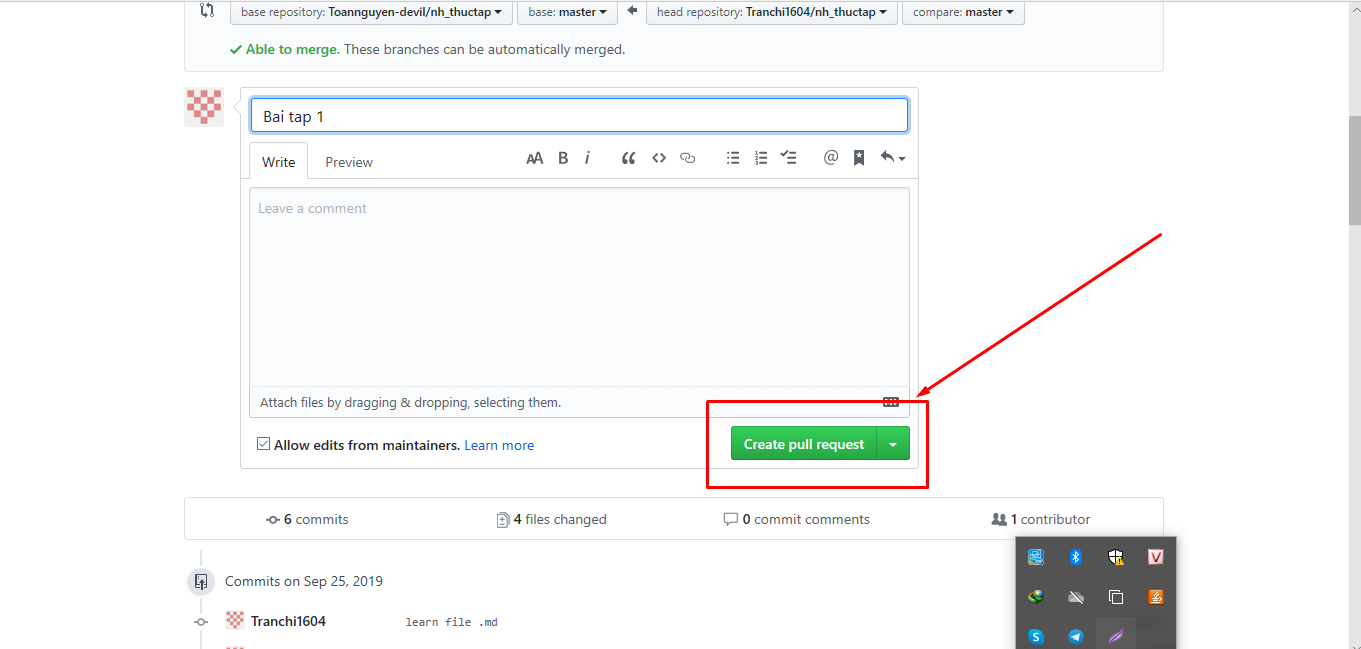 base repository: Toannguyen-devil/nh_thuctap base: master head repository: Tranchi1604/nh_thuctap compare: master
Able to merge. These branches can be automatically merged.
Bai tap 1
Write Preview AA B i @
Leave a comment
Attach files by dragging & dropping, selecting them.
Allow edits from maintainers. Learn more
Create pull request
6 commits 4 files changed 0 commit comments 1 contributor
Commits on Sep 25, 2019
Tranchi1604 learn file .md